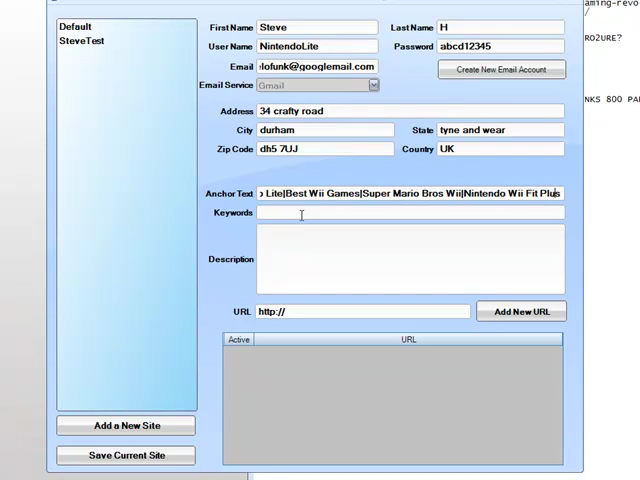 aming-revo
/
RO2URE?
NKS 800 PA
Default
SteveTest
First Name Steve Last Name H
User Name NintendoLite Password abcd12345
Email lofunk@googlemail.com Create New Email Account
Email Service Gmail
Address 34 crafty road
City durham State tyne and wear
Zip Code dh5 7UJ Country UK
Anchor Text Lite|Best Wii Games|Super Mario Bros Wii|Nintendo Wii Fit Plus
Keywords
Description
URL http:// Add New URL
Active URL
Add a New Site
Save Current Site